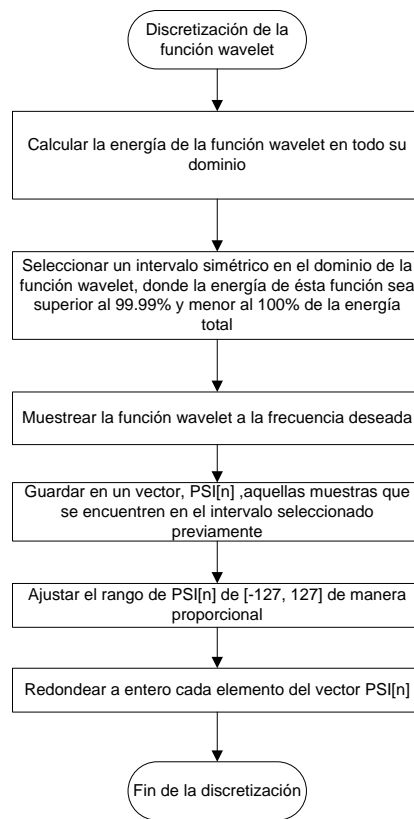 Discretización de la
función wavelet
Calcular la energía de la función wavelet en todo su
dominio
Seleccionar un intervalo simétrico en el dominio de la
función wavelet, donde la energía de ésta función sea
superior al 99.99% y menor al 100% de la energía
total
Muestrear la función wavelet a la frecuencia deseada
Guardar en un vector, PSI[n] ,aquellas muestras que
se encuentren en el intervalo seleccionado
previamente
Ajustar el rango de PSI[n] de [-127, 127] de manera
proporcional
Redondear a entero cada elemento del vector PSI[n]
Fin de la discretización